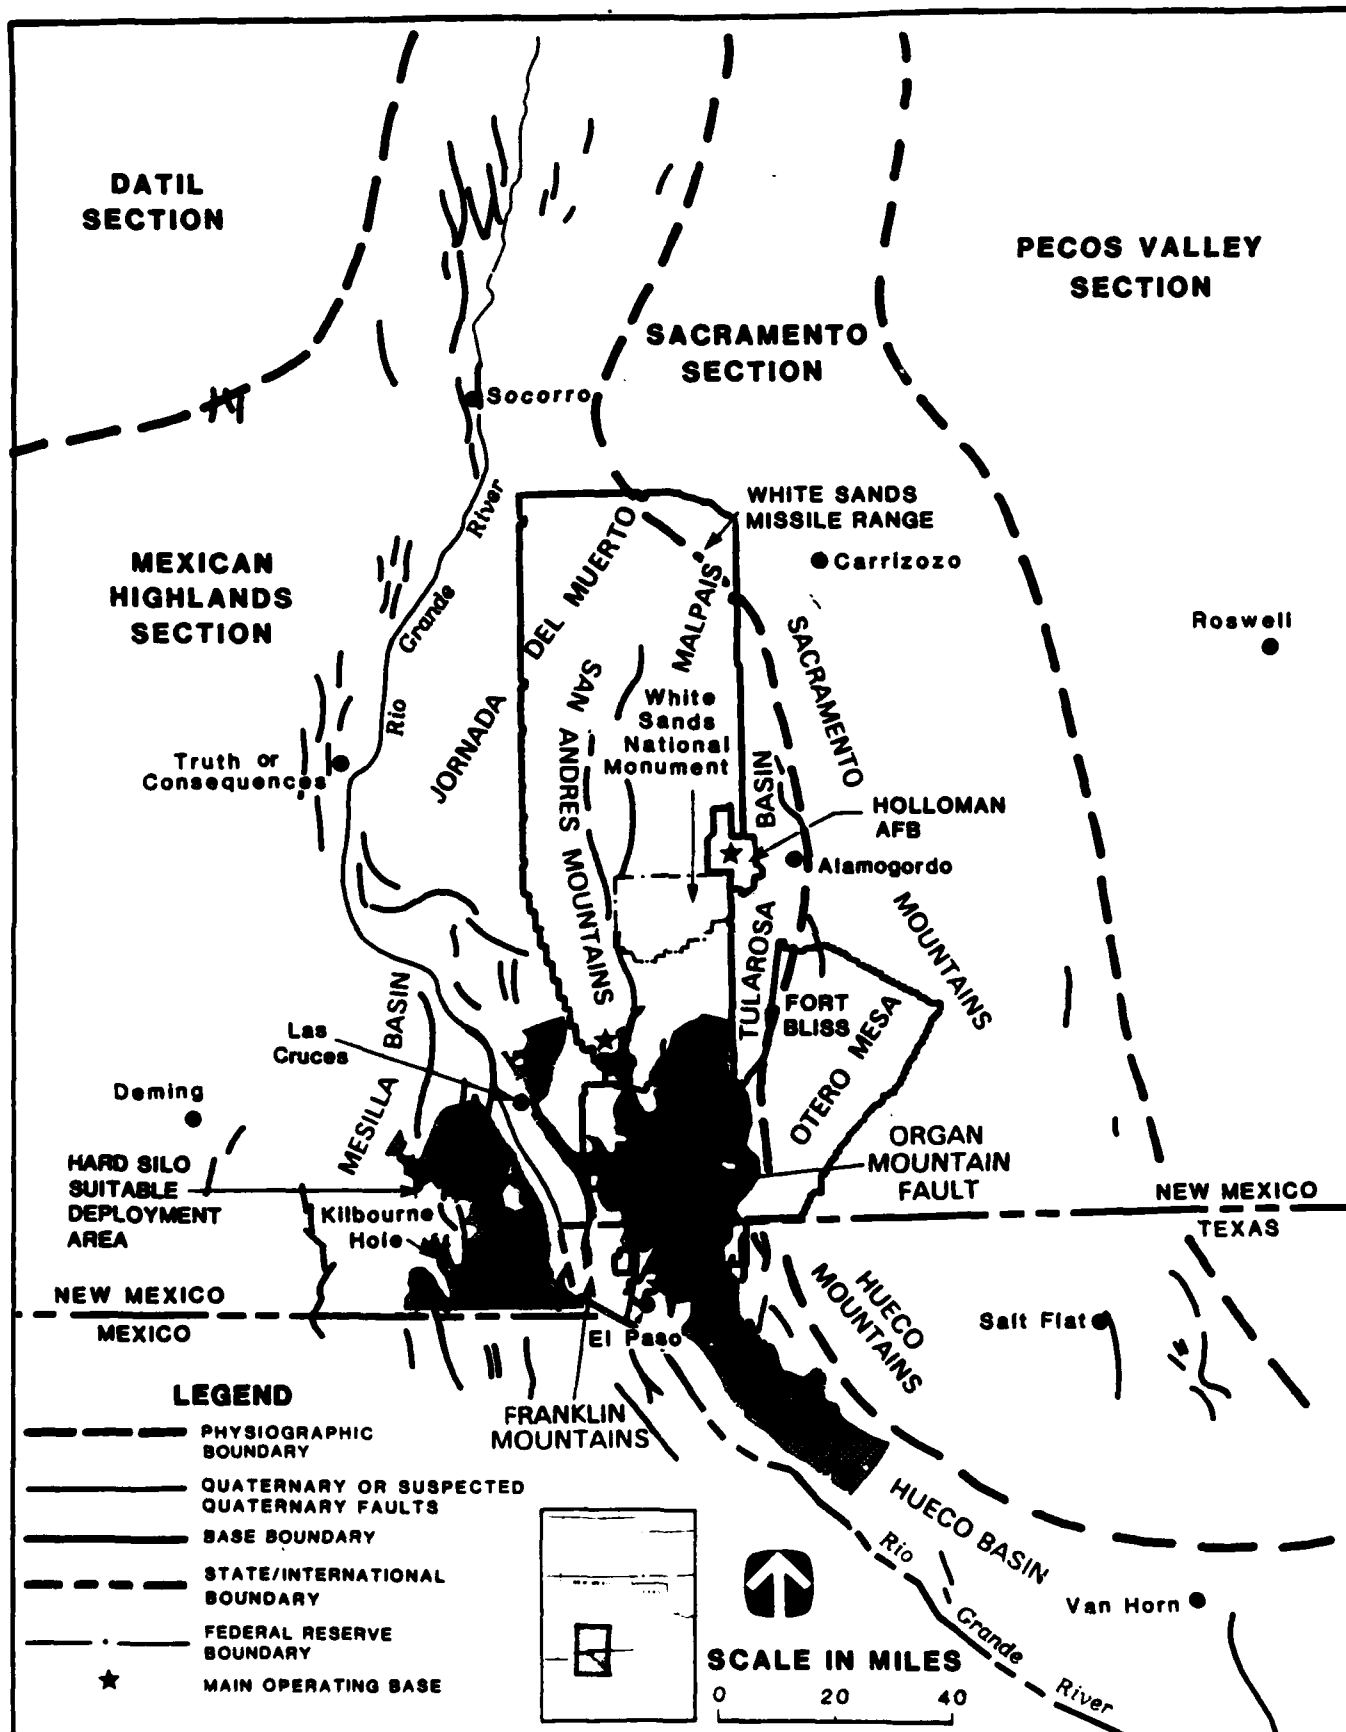 DATIL
SECTION
PECOS VALLEY
SECTION
SACRAMENTO
SECTION
Socorro
River
WHITE SANDS
MISSILE RANGE
Carrizozo
MEXICAN
HIGHLANDS
SECTION
DEL MUERTO
MALPAIS
Grande
SACRAMENTO
Roswell
SAN
White
Sands
National
Monument
Rio
JORNADA
Truth or
Consequences
ANDRES
BASIN
HOLLOMAN
AFB
Alamogordo
MOUNTAINS
MOUNTAINS
TULAROSA
BASIN
FORT
BLISS
OTERO MESA
Las
Cruces
Deming
MESILLA
ORGAN
MOUNTAIN
FAULT
HARD SILO
SUITABLE
DEPLOYMENT
AREA
Kilbourne
Hole
NEW MEXICO
TEXAS
NEW MEXICO
MEXICO
HUECO
MOUNTAINS
Salt Flat
El Paso
FRANKLIN
MOUNTAINS
HUECO BASIN
Rio
Grande
River
Van Horn
LEGEND
PHYSIOGRAPHIC
BOUNDARY
QUATERNARY OR SUSPECTED
QUATERNARY FAULTS
BASE BOUNDARY
STATE/INTERNATIONAL
BOUNDARY
FEDERAL RESERVE
BOUNDARY
MAIN OPERATING BASE
SCALE IN MILES
0 20 40